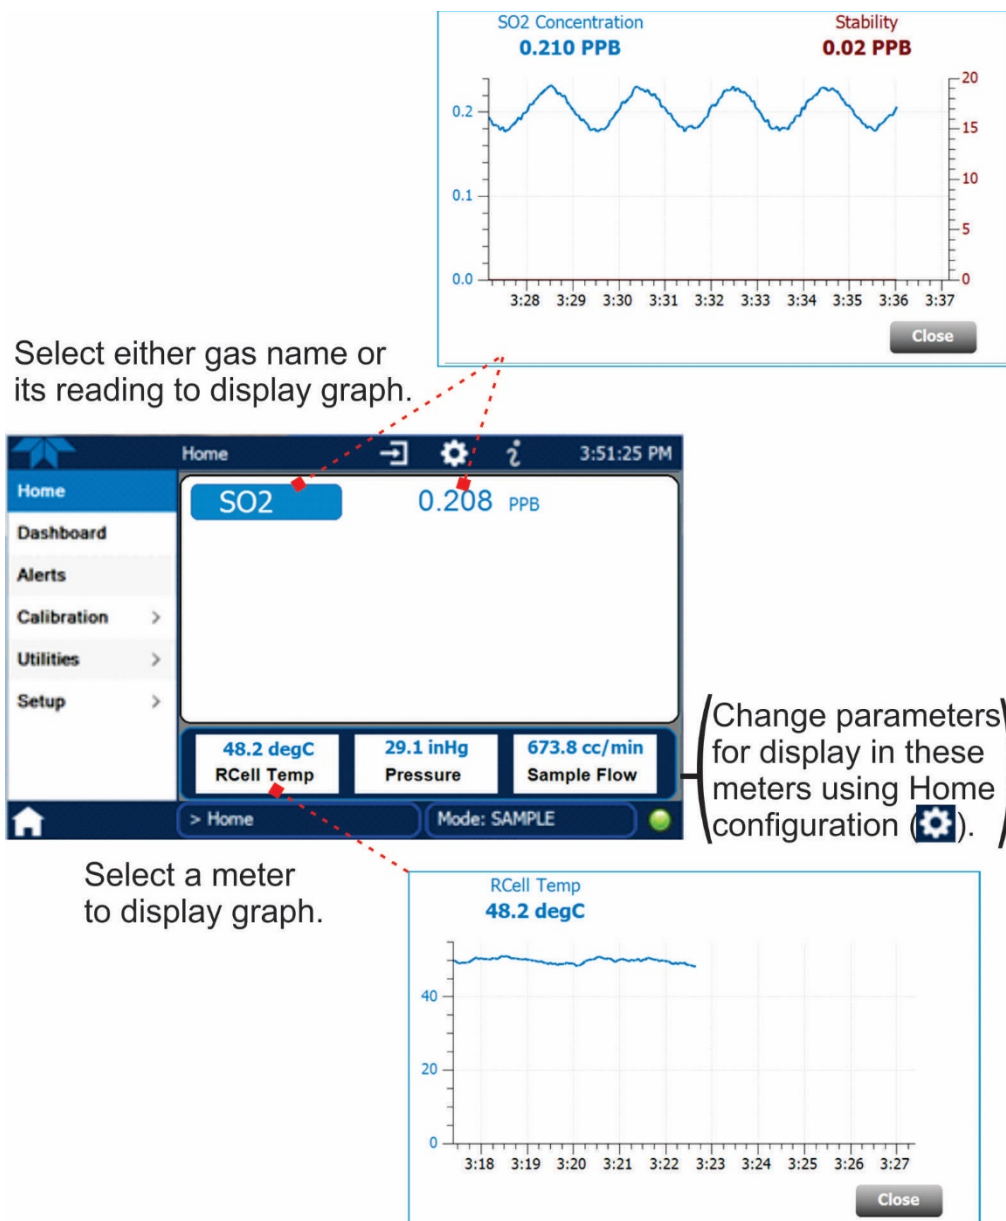 SO2 Concentration
0.210 PPB
Stability
0.02 PPB
20
15
10
5
0
0.2
0.1
0.0
3:28 3:29 3:30 3:31 3:32 3:33 3:34 3:35 3:36 3:37
Close
Select either gas name or
its reading to display graph.
Home
3:51:25 PM
Home
Dashboard
Alerts
Calibration >
Utilities >
Setup >
SO2
0.208 PPB
48.2 degC
RCell Temp
29.1 inHg
Pressure
673.8 cc/min
Sample Flow
> Home
Mode: SAMPLE
(Change parameters
for display in these
meters using Home
configuration ( ).)
Select a meter
to display graph.
RCell Temp
48.2 degC
40
20
0
3:18 3:19 3:20 3:21 3:22 3:23 3:24 3:25 3:26 3:27
Close